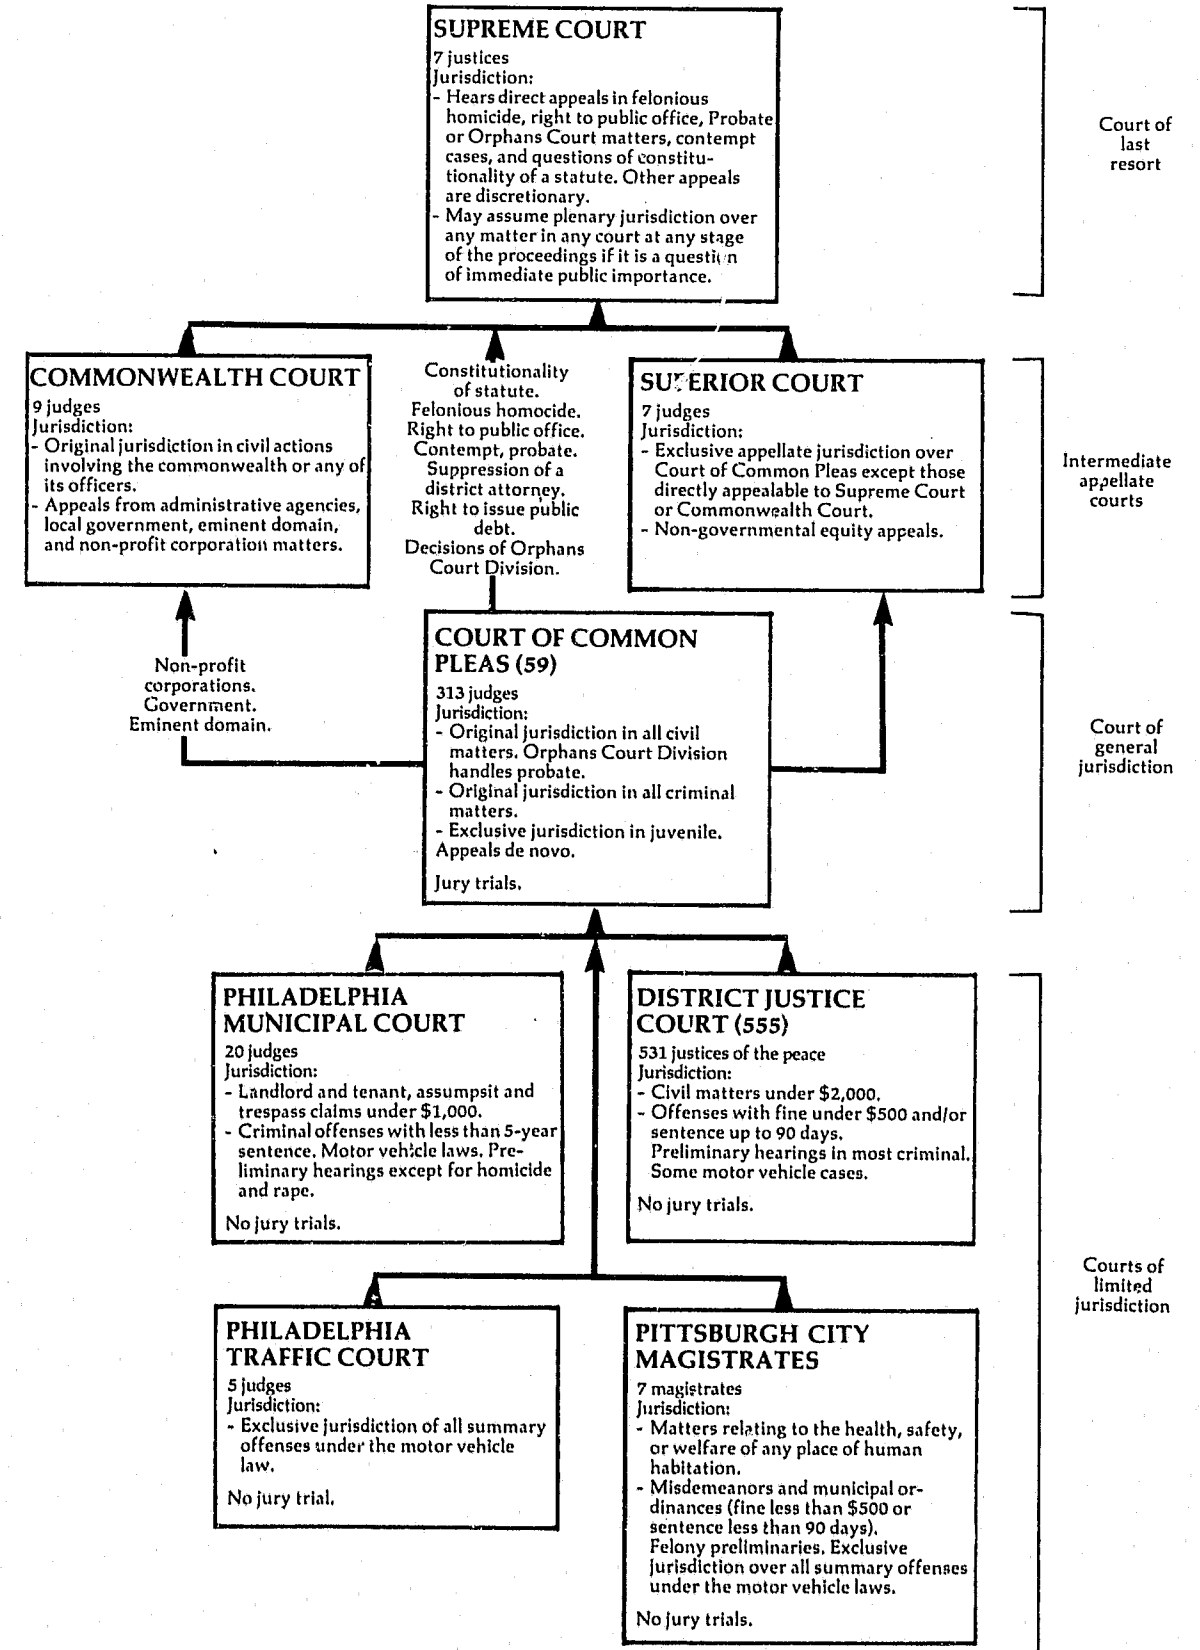 SUPREME COURT
7 justices
Jurisdiction:
- Hears direct appeals in felonious
homicide, right to public office, Probate
or Orphans Court matters, contempt
cases, and questions of constitu-
tionality of a statute. Other appeals
are discretionary.
- May assume plenary jurisdiction over
any matter in any court at any stage
of the proceedings if it is a question
of immediate public importance.
Court of
last
resort
COMMONWEALTH COURT
9 judges
Jurisdiction:
- Original jurisdiction in civil actions
involving the commonwealth or any of
its officers.
- Appeals from administrative agencies,
local government, eminent domain,
and non-profit corporation matters.
Constitutionality
of statute.
Felonious homocide.
Right to public office.
Contempt, probate.
Suppression of a
district attorney.
Right to issue public
debt.
Decisions of Orphans
Court Division.
SUPERIOR COURT
7 judges
Jurisdiction:
- Exclusive appellate jurisdiction over
Court of Common Pleas except those
directly appealable to Supreme Court
or Commonwealth Court.
- Non-governmental equity appeals.
Intermediate
appellate
courts
Non-profit
corporations.
Government.
Eminent domain.
COURT OF COMMON
PLEAS (59)
313 judges
Jurisdiction:
- Original jurisdiction in all civil
matters. Orphans Court Division
handles probate.
- Original jurisdiction in all criminal
matters.
- Exclusive jurisdiction in juvenile.
Appeals de novo.
Jury trials.
Court of
general
jurisdiction
PHILADELPHIA
MUNICIPAL COURT
20 judges
Jurisdiction:
- Landlord and tenant, assumpsit and
trespass claims under $1,000.
- Criminal offenses with less than 5-year
sentence. Motor vehicle laws. Pre-
liminary hearings except for homicide
and rape.
No jury trials.
DISTRICT JUSTICE
COURT (555)
531 justices of the peace
Jurisdiction:
- Civil matters under $2,000.
- Offenses with fine under $500 and/or
sentence up to 90 days.
Preliminary hearings in most criminal.
Some motor vehicle cases.
No jury trials.
Courts of
limited
jurisdiction
PHILADELPHIA
TRAFFIC COURT
5 judges
Jurisdiction:
- Exclusive jurisdiction of all summary
offenses under the motor vehicle
law.
No jury trial.
PITTSBURGH CITY
MAGISTRATES
7 magistrates
Jurisdiction:
- Matters relating to the health, safety,
or welfare of any place of human
habitation.
- Misdemeanors and municipal or-
dinances (fine less than $500 or
sentence less than 90 days).
Felony preliminaries. Exclusive
jurisdiction over all summary offenses
under the motor vehicle laws.
No jury trials.